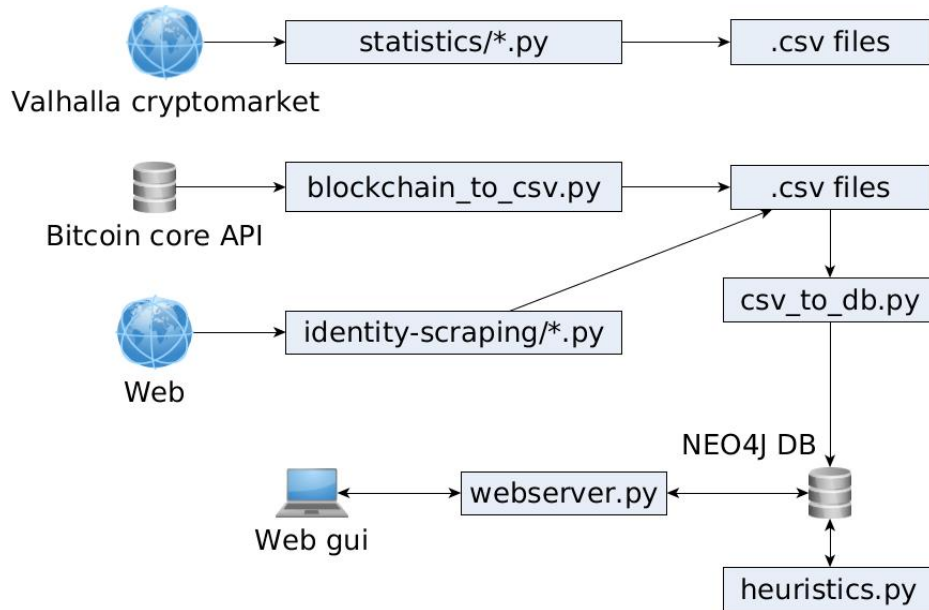 statistics/*.py
.csv files
Valhalla cryptomarket
blockchain_to_csv.py
.csv files
Bitcoin core API
csv_to_db.py
identity-scraping/*.py
Web
NEO4J DB
webserver.py
Web gui
heuristics.py